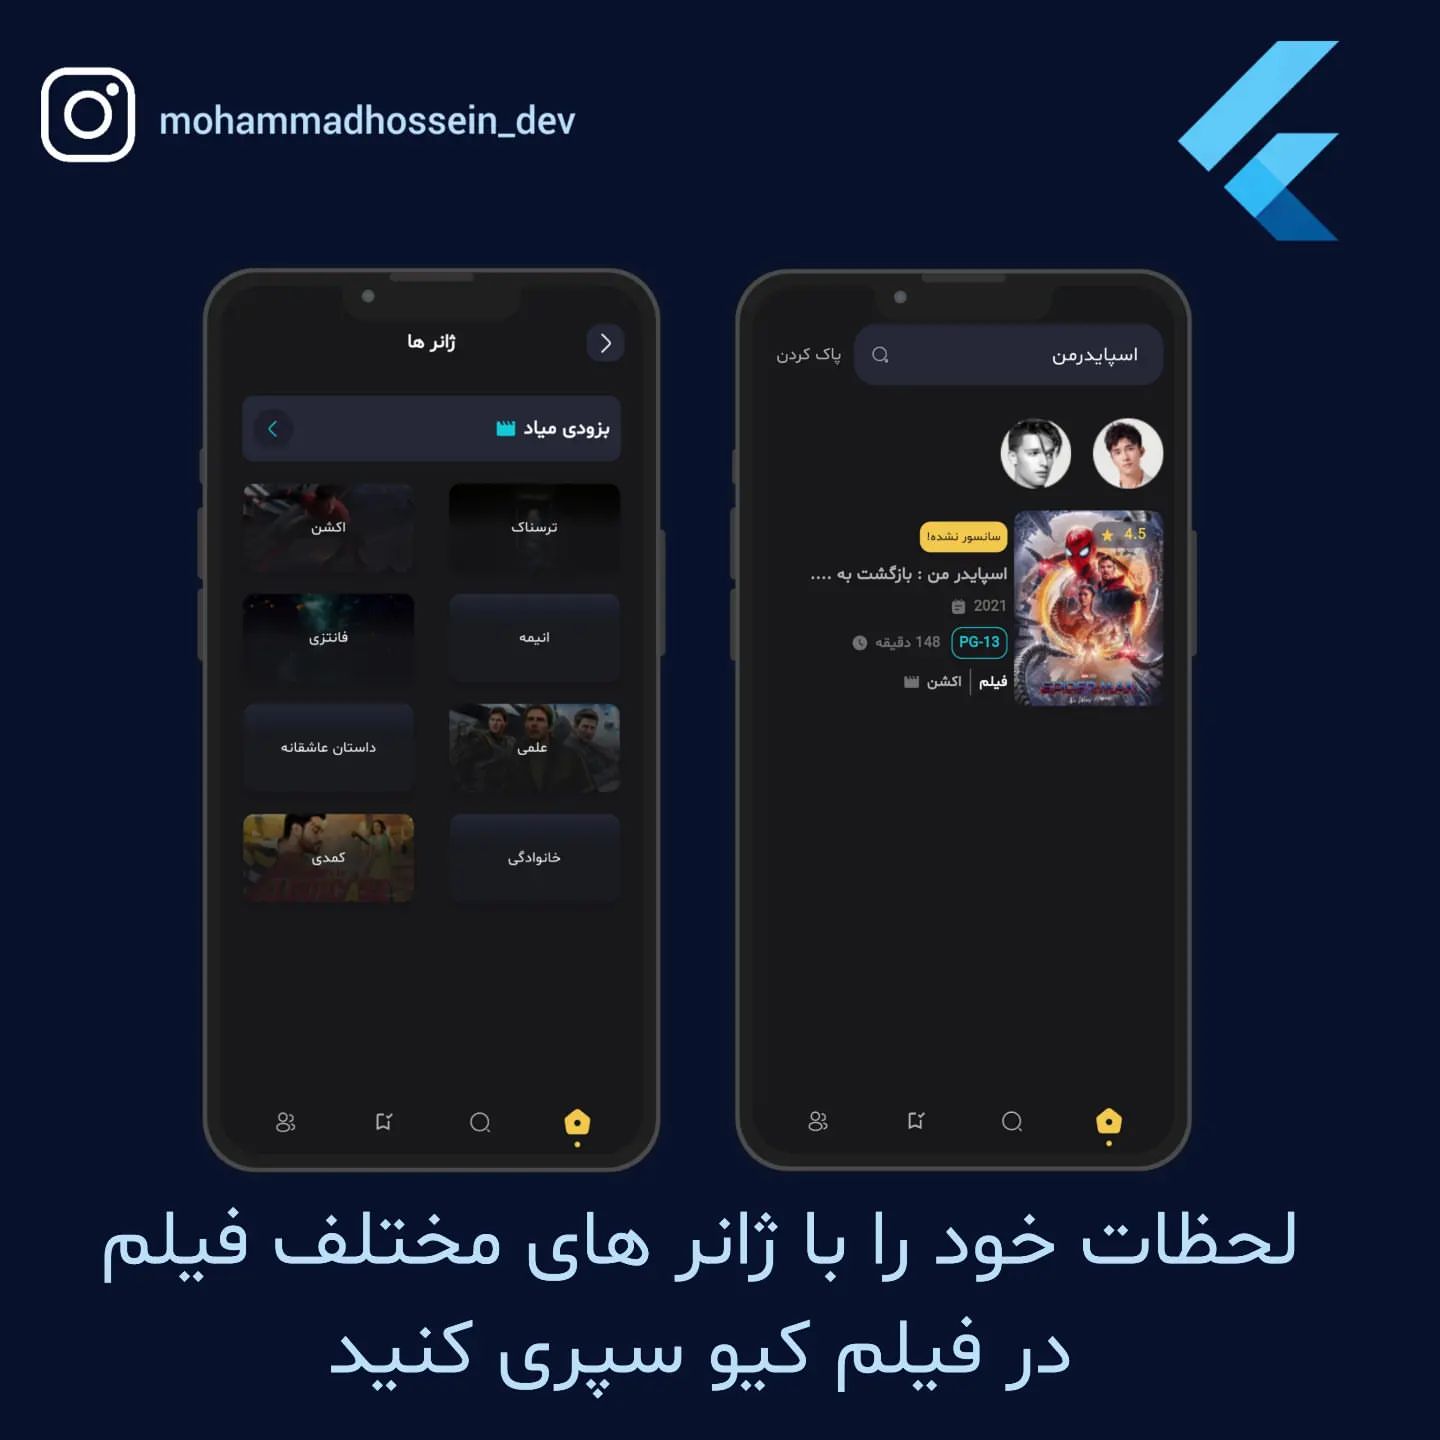 mohammadhossein_dev
ژانر ها
بزودی میاد
ترسناک
اکشن
انیمه
فانتزی
علمی
داستان عاشقانه
خانوادگی
کمدی
اسپایدرمن
پاک کردن
4.5
سانسور نشده!
اسپایدر من : بازگشت به ....
2021
PG-13
148 دقیقه
فیلم | اکشن
SPIDER-MAN
لحظات خود را با ژانر های مختلف فیلم
در فیلم کیو سپری کنید